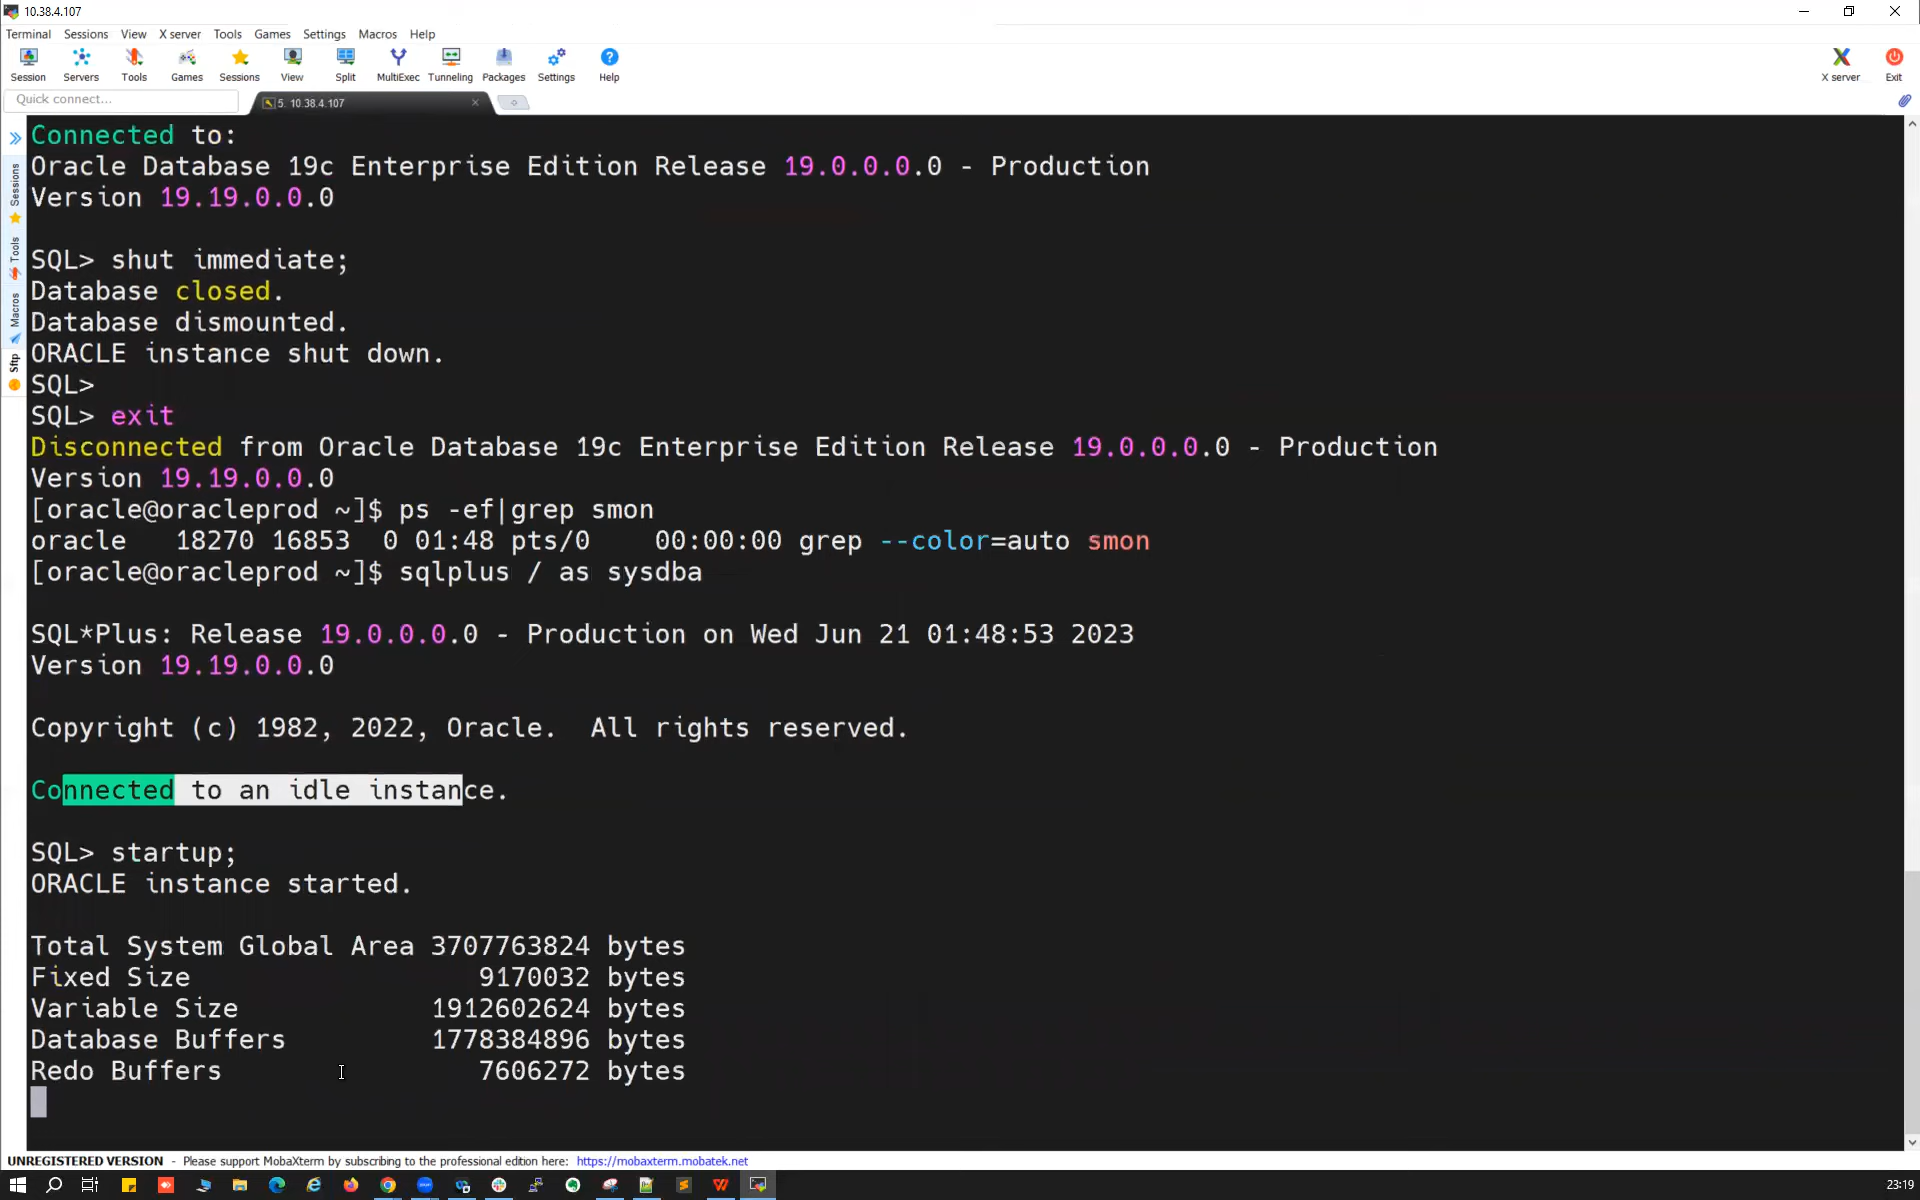 10.38.4.107
Terminal Sessions View X server Tools Games Settings Macros Help
Session Servers Tools Games Sessions View Split MultiExec Tunneling Packages Settings Help X server Exit
Quick connect...
5. 10.38.4.107
Sessions
Tools
Macros
Sftp
Connected to:
Oracle Database 19c Enterprise Edition Release 19.0.0.0.0 - Production
Version 19.19.0.0.0
SQL> shut immediate;
Database closed.
Database dismounted.
ORACLE instance shut down.
SQL>
SQL> exit
Disconnected from Oracle Database 19c Enterprise Edition Release 19.0.0.0.0 - Production
Version 19.19.0.0.0
[oracle@oracleprod ~]$ ps -ef|grep smon
oracle   18270 16853  0 01:48 pts/0    00:00:00 grep --color=auto smon
[oracle@oracleprod ~]$ sqlplus / as sysdba
SQL*Plus: Release 19.0.0.0.0 - Production on Wed Jun 21 01:48:53 2023
Version 19.19.0.0.0
Copyright (c) 1982, 2022, Oracle.  All rights reserved.
Connected to an idle instance.
SQL> startup;
ORACLE instance started.
Total System Global Area 3707763824 bytes
Fixed Size                  9170032 bytes
Variable Size            1912602624 bytes
Database Buffers         1778384896 bytes
Redo Buffers                7606272 bytes
UNREGISTERED VERSION - Please support MobaXterm by subscribing to the professional edition here: https://mobaxterm.mobatek.net
23:19